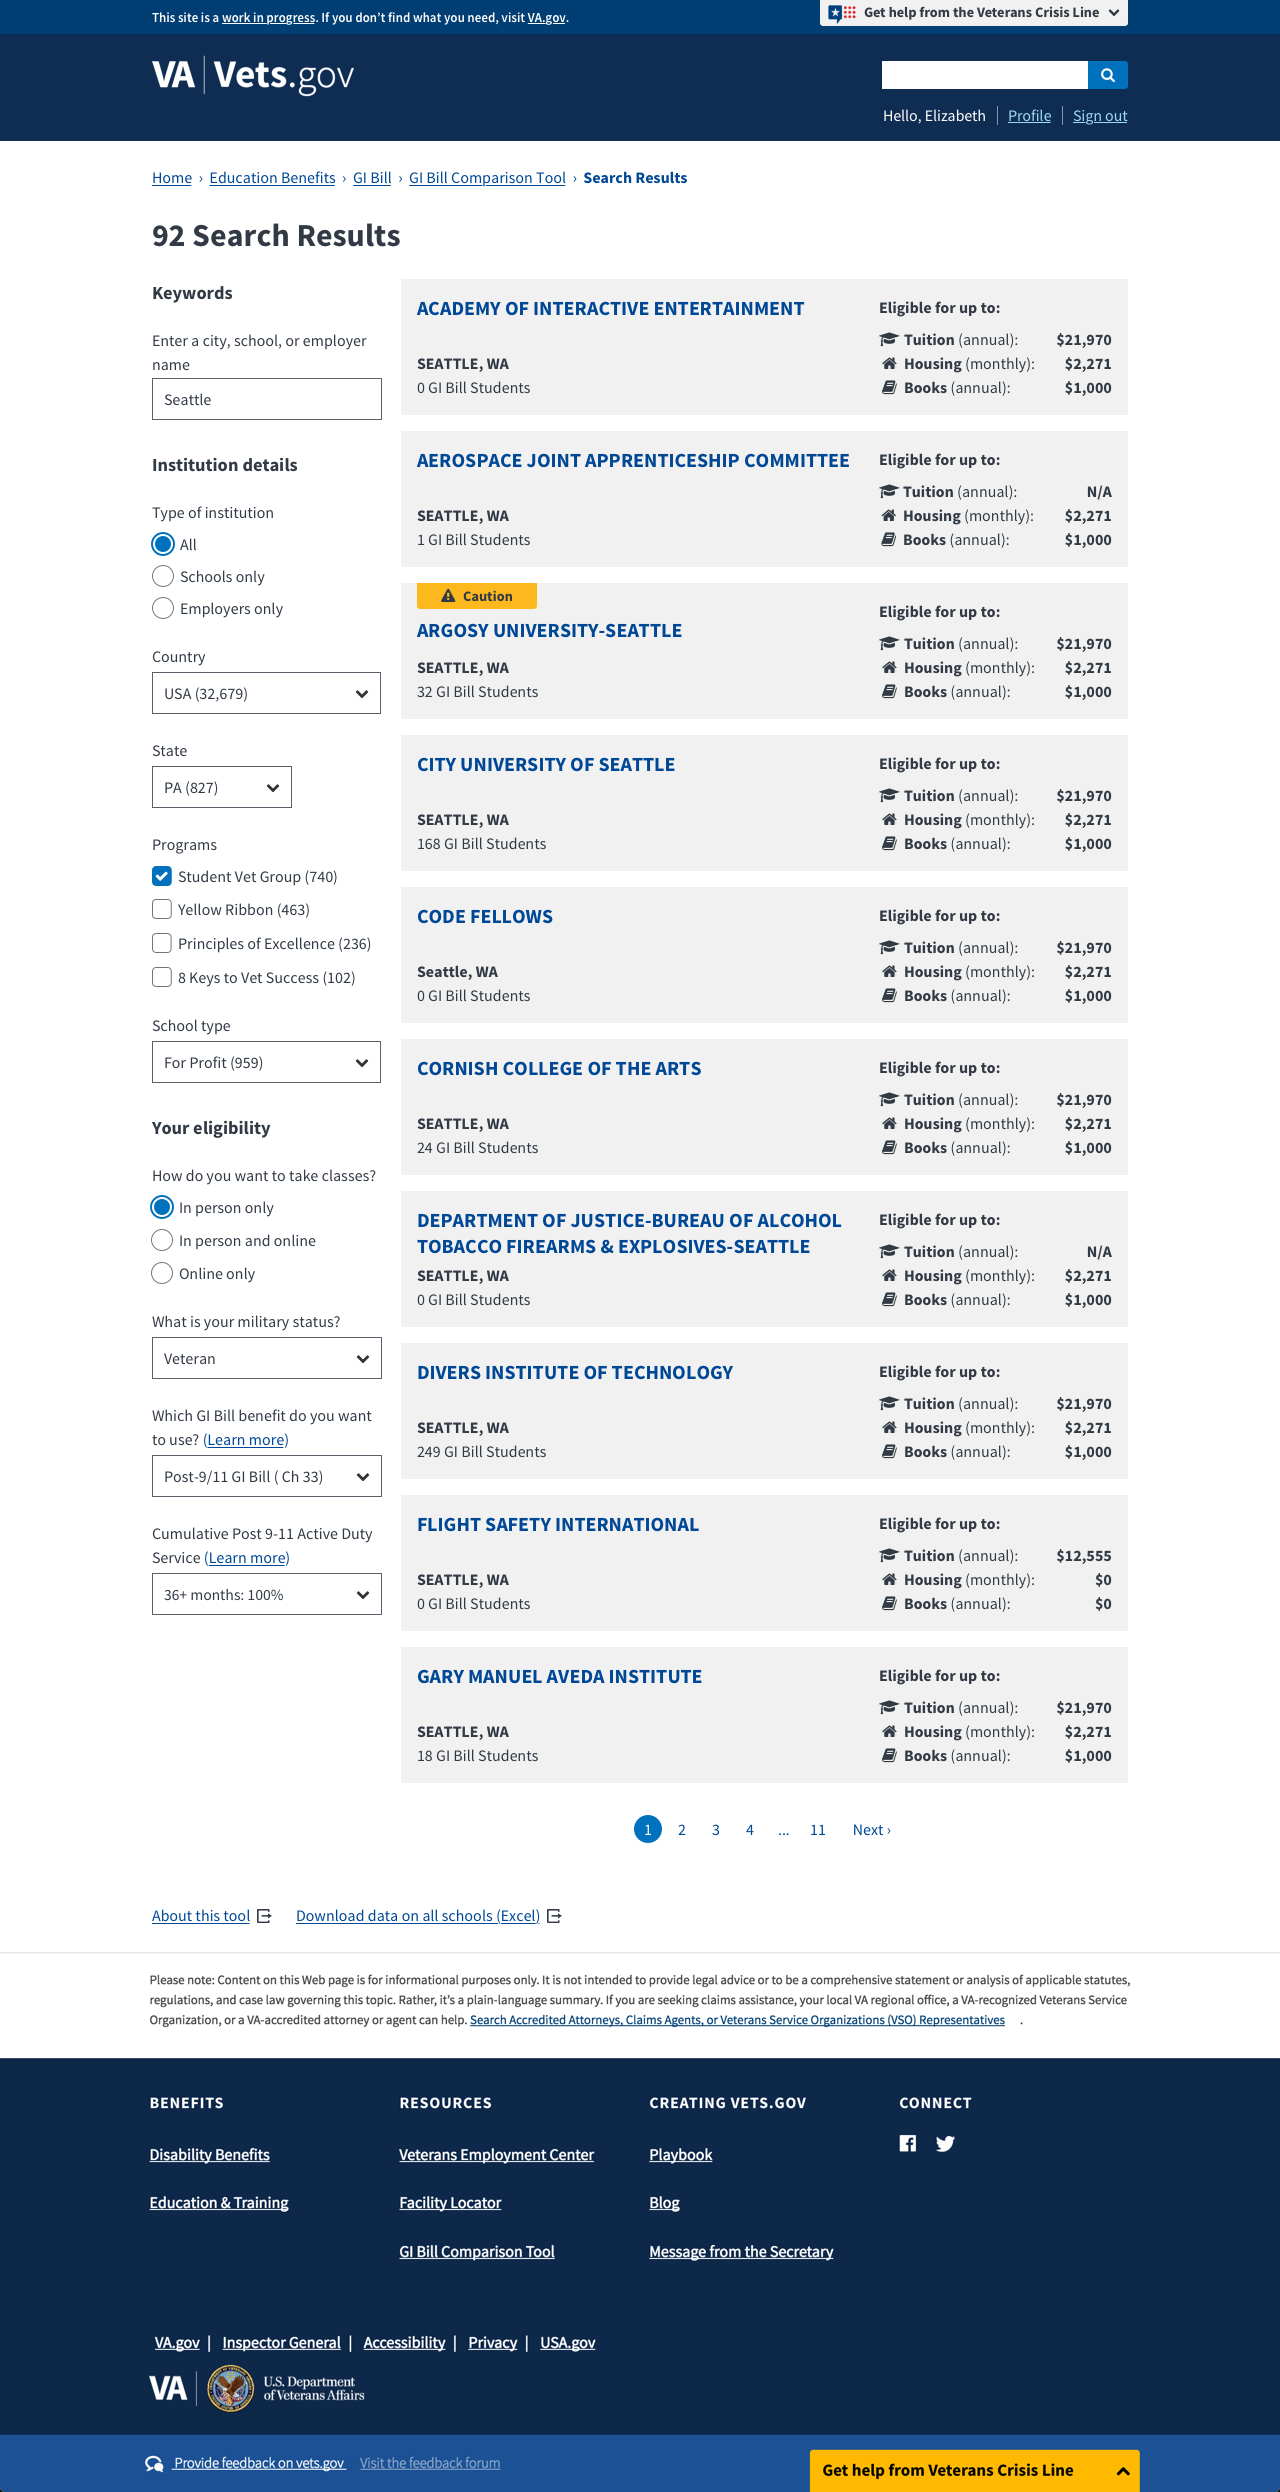 This site is a work in progress. If you don’t find what you need, visit VA.gov.
Get help from the Veterans Crisis Line
VA Vets.gov
Hello, Elizabeth
Profile
Sign out
Home › Education Benefits › GI Bill › GI Bill Comparison Tool › Search Results
92 Search Results
Keywords
Enter a city, school, or employer
name
Seattle
Institution details
Type of institution
All
Schools only
Employers only
Country
USA (32,679)
State
PA (827)
Programs
Student Vet Group (740)
Yellow Ribbon (463)
Principles of Excellence (236)
8 Keys to Vet Success (102)
School type
For Profit (959)
Your eligibility
How do you want to take classes?
In person only
In person and online
Online only
What is your military status?
Veteran
Which GI Bill benefit do you want
to use? (Learn more)
Post-9/11 GI Bill ( Ch 33)
Cumulative Post 9-11 Active Duty
Service (Learn more)
36+ months: 100%
ACADEMY OF INTERACTIVE ENTERTAINMENT
SEATTLE, WA
0 GI Bill Students
Eligible for up to:
Tuition (annual): $21,970
Housing (monthly): $2,271
Books (annual): $1,000
AEROSPACE JOINT APPRENTICESHIP COMMITTEE
SEATTLE, WA
1 GI Bill Students
Eligible for up to:
Tuition (annual): N/A
Housing (monthly): $2,271
Books (annual): $1,000
Caution
ARGOSY UNIVERSITY-SEATTLE
SEATTLE, WA
32 GI Bill Students
Eligible for up to:
Tuition (annual): $21,970
Housing (monthly): $2,271
Books (annual): $1,000
CITY UNIVERSITY OF SEATTLE
SEATTLE, WA
168 GI Bill Students
Eligible for up to:
Tuition (annual): $21,970
Housing (monthly): $2,271
Books (annual): $1,000
CODE FELLOWS
Seattle, WA
0 GI Bill Students
Eligible for up to:
Tuition (annual): $21,970
Housing (monthly): $2,271
Books (annual): $1,000
CORNISH COLLEGE OF THE ARTS
SEATTLE, WA
24 GI Bill Students
Eligible for up to:
Tuition (annual): $21,970
Housing (monthly): $2,271
Books (annual): $1,000
DEPARTMENT OF JUSTICE-BUREAU OF ALCOHOL
TOBACCO FIREARMS & EXPLOSIVES-SEATTLE
SEATTLE, WA
0 GI Bill Students
Eligible for up to:
Tuition (annual): N/A
Housing (monthly): $2,271
Books (annual): $1,000
DIVERS INSTITUTE OF TECHNOLOGY
SEATTLE, WA
249 GI Bill Students
Eligible for up to:
Tuition (annual): $21,970
Housing (monthly): $2,271
Books (annual): $1,000
FLIGHT SAFETY INTERNATIONAL
SEATTLE, WA
0 GI Bill Students
Eligible for up to:
Tuition (annual): $12,555
Housing (monthly): $0
Books (annual): $0
GARY MANUEL AVEDA INSTITUTE
SEATTLE, WA
18 GI Bill Students
Eligible for up to:
Tuition (annual): $21,970
Housing (monthly): $2,271
Books (annual): $1,000
1 2 3 4 ... 11 Next ›
About this tool
Download data on all schools (Excel)
Please note: Content on this Web page is for informational purposes only. It is not intended to provide legal advice or to be a comprehensive statement or analysis of applicable statutes,
regulations, and case law governing this topic. Rather, it’s a plain-language summary. If you are seeking claims assistance, your local VA regional office, a VA-recognized Veterans Service
Organization, or a VA-accredited attorney or agent can help. Search Accredited Attorneys, Claims Agents, or Veterans Service Organizations (VSO) Representatives .
BENEFITS
Disability Benefits
Education & Training
RESOURCES
Veterans Employment Center
Facility Locator
GI Bill Comparison Tool
CREATING VETS.GOV
Playbook
Blog
Message from the Secretary
CONNECT
VA.gov | Inspector General | Accessibility | Privacy | USA.gov
VA
U.S. Department
of Veterans Affairs
Provide feedback on vets.gov
Visit the feedback forum
Get help from Veterans Crisis Line